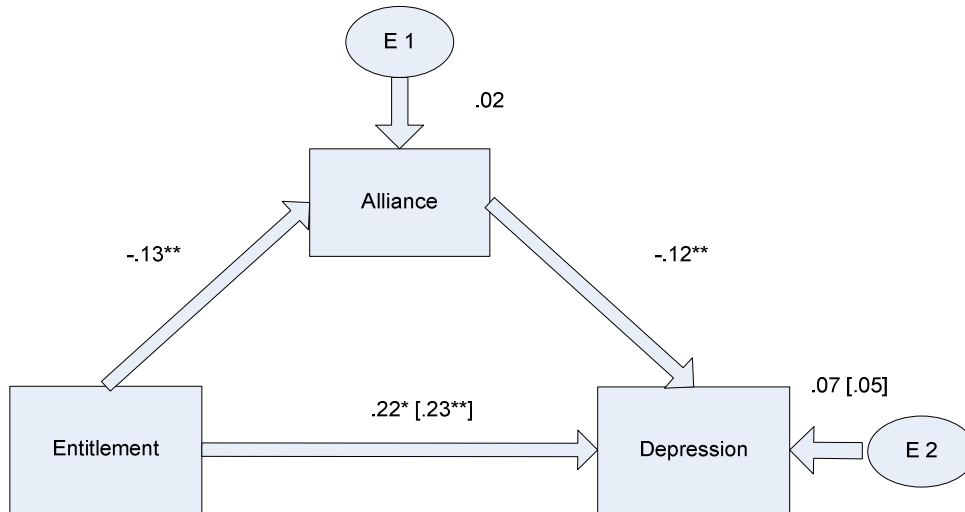 E 1
.02
Alliance
-.13**
-.12**
.22* [.23**]
.07 [.05]
Entitlement
Depression
E 2